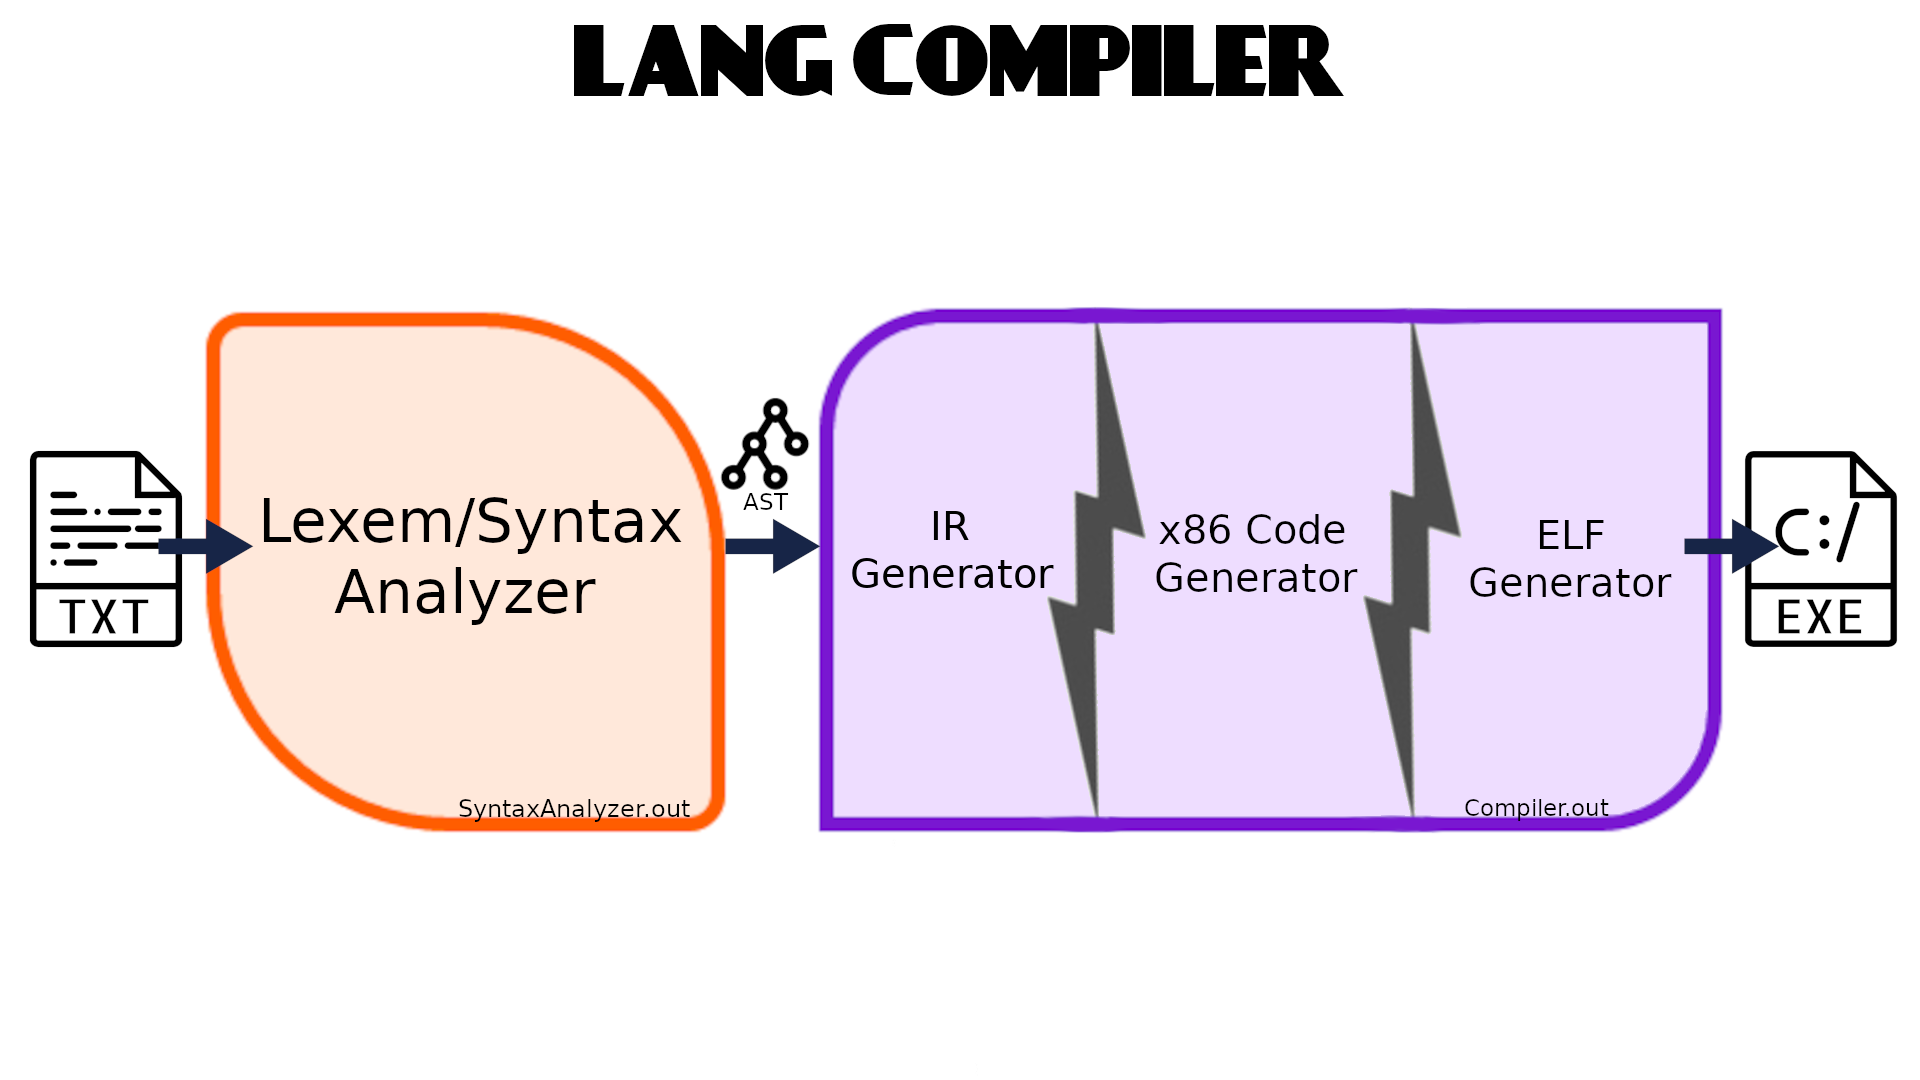 LANG COMPILER
TXT
Lexem/Syntax
Analyzer
SyntaxAnalyzer.out
AST
IR
Generator
x86 Code
Generator
ELF
Generator
Compiler.out
C:/
EXE